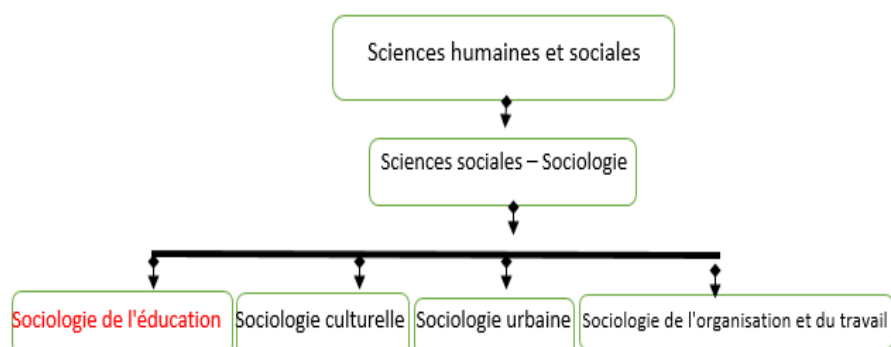 Sciences humaines et sociales
Sciences sociales – Sociologie
Sociologie de l'éducation
Sociologie culturelle
Sociologie urbaine
Sociologie de l'organisation et du travail